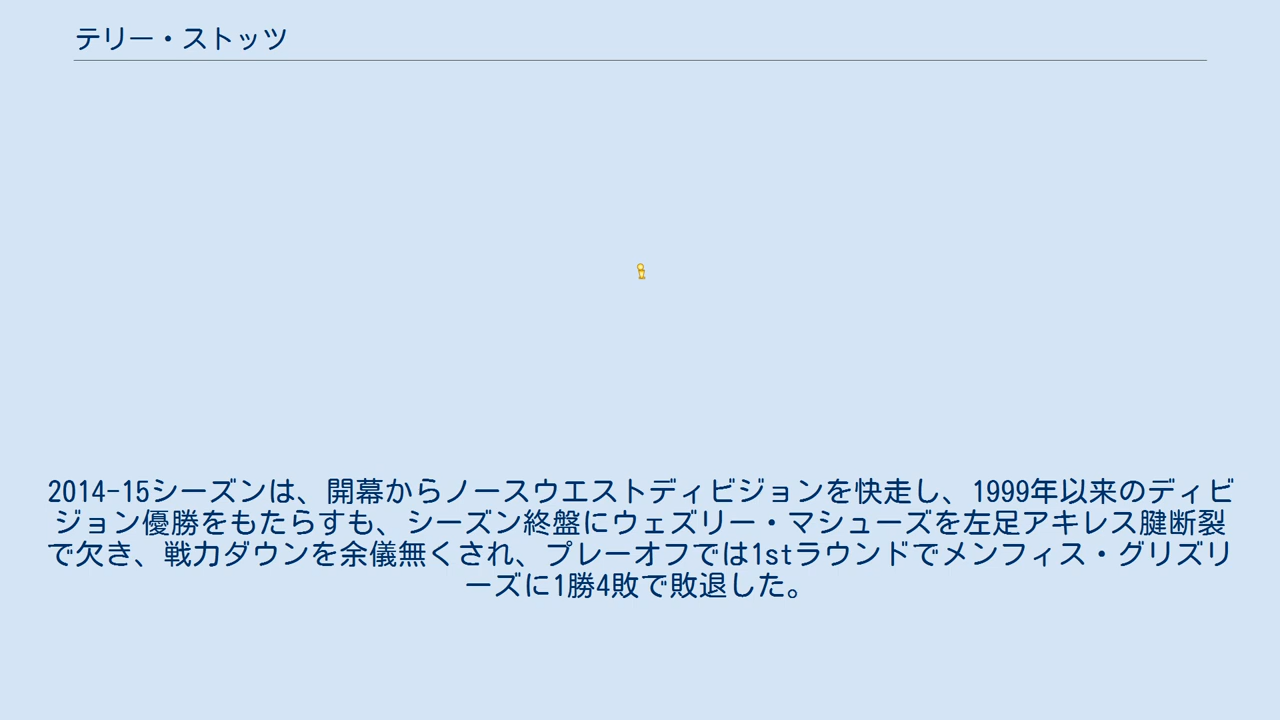 テリー・ストッツ
2014-15シーズンは、開幕からノースウエストディビジョンを快走し、1999年以来のディビ
ジョン優勝をもたらすも、シーズン終盤にウェズリー・マシューズを左足アキレス腱断裂
で欠き、戦力ダウンを余儀無くされ、プレーオフでは1stラウンドでメンフィス・グリズリ
ーズに1勝4敗で敗退した。